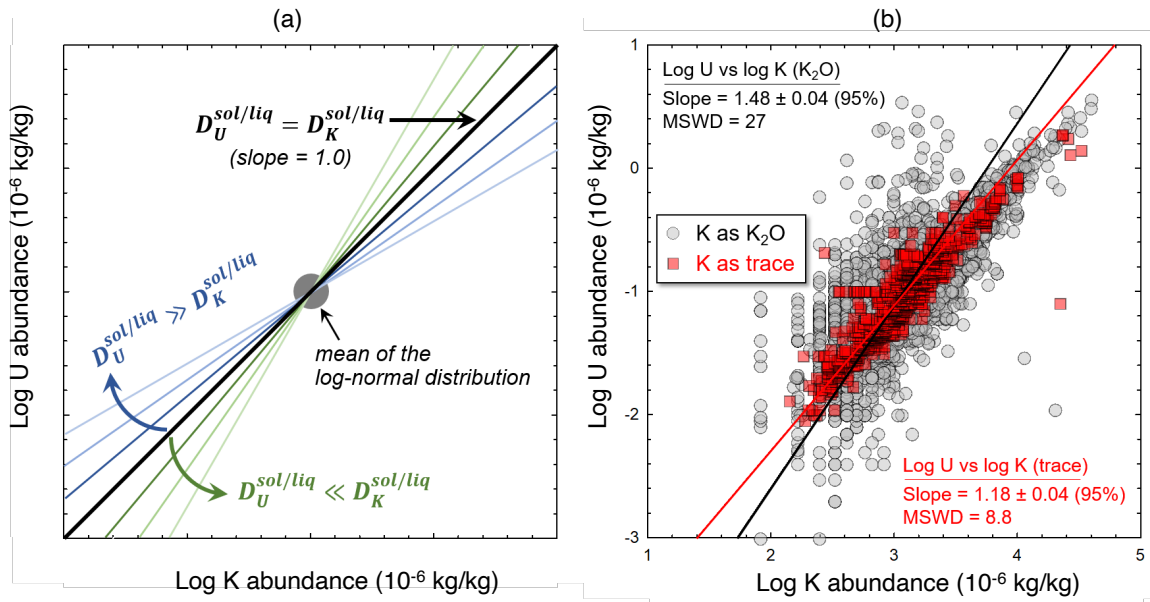 (a)
Log U abundance (10⁻⁶ kg/kg)
D_U^{sol/liq} = D_K^{sol/liq}
(slope = 1.0)
D_U^{sol/liq} ≫ D_K^{sol/liq}
mean of the
log-normal distribution
D_U^{sol/liq} ≪ D_K^{sol/liq}
Log K abundance (10⁻⁶ kg/kg)
(b)
Log U abundance (10⁻⁶ kg/kg)
1
0
-1
-2
-3
Log U vs log K (K₂O)
Slope = 1.48 ± 0.04 (95%)
MSWD = 27
K as K₂O
K as trace
Log U vs log K (trace)
Slope = 1.18 ± 0.04 (95%)
MSWD = 8.8
1 2 3 4 5
Log K abundance (10⁻⁶ kg/kg)